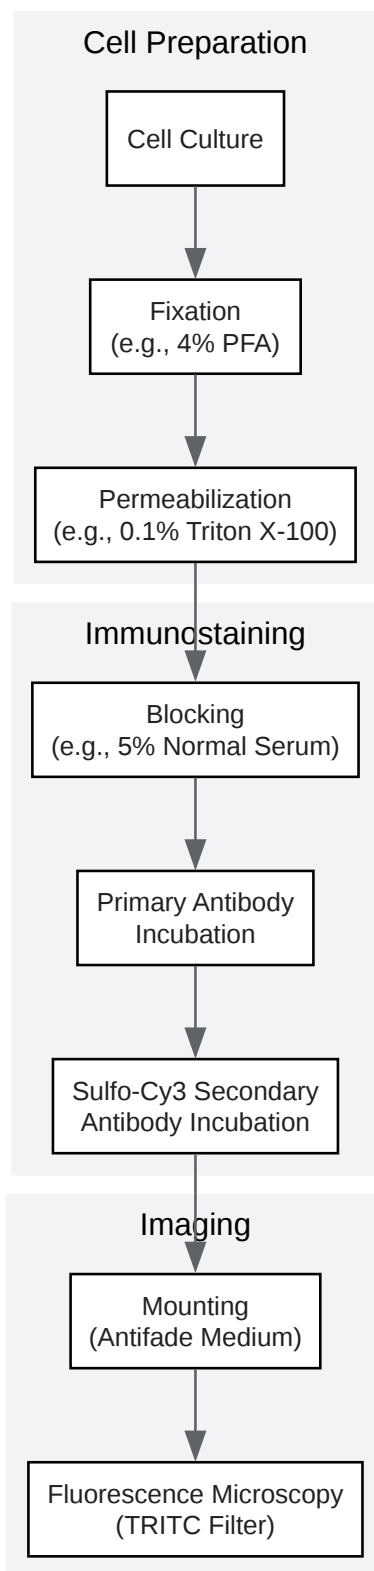 Cell Preparation
Cell Culture
Fixation
(e.g., 4% PFA)
Permeabilization
(e.g., 0.1% Triton X-100)
Immunostaining
Blocking
(e.g., 5% Normal Serum)
Primary Antibody
Incubation
Sulfo-Cy3 Secondary
Antibody Incubation
Imaging
Mounting
(Antifade Medium)
Fluorescence Microscopy
(TRITC Filter)